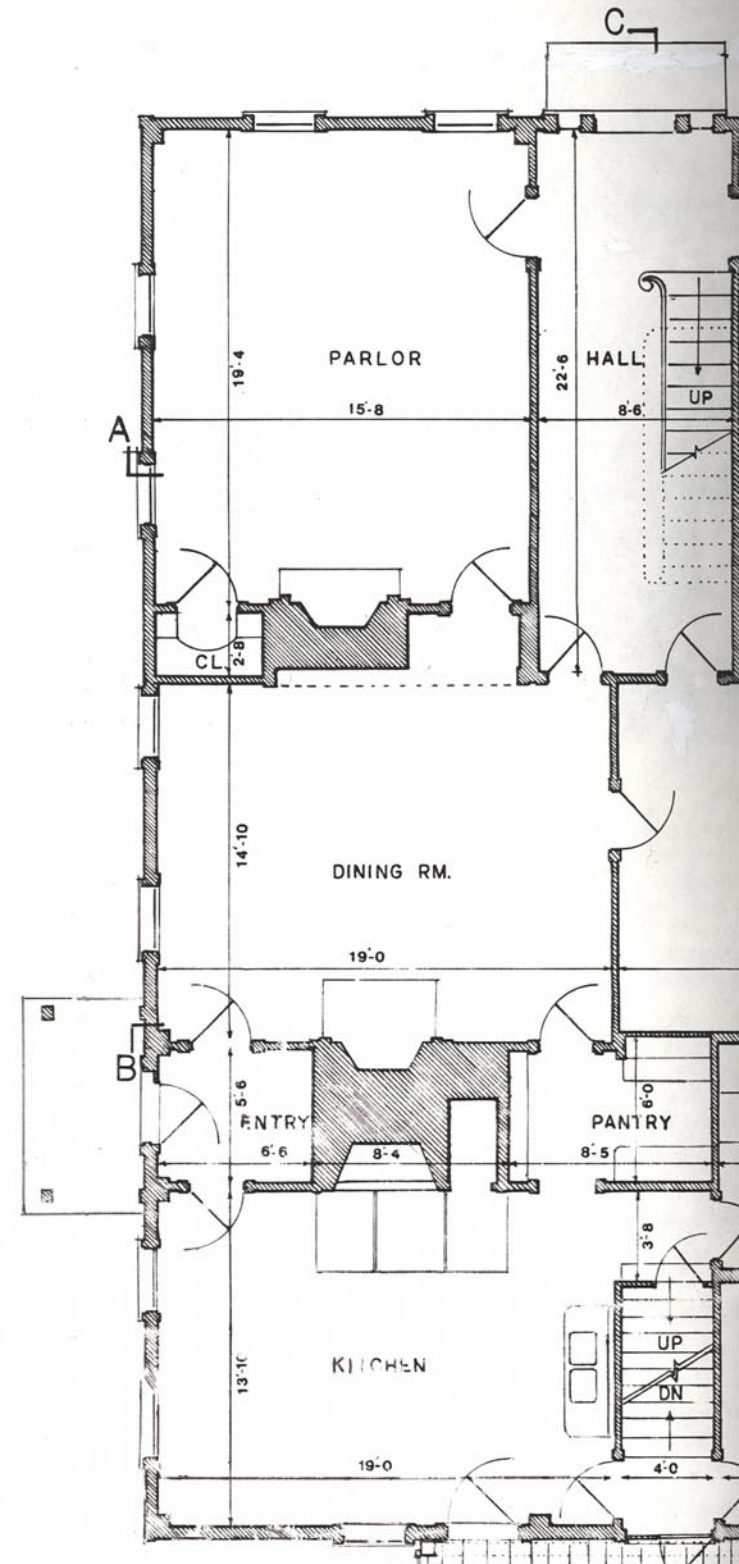 C
PARLOR
HALL
19'-4
22'-6
UP
15'-8
8'-6
A
CL.
2'-8
14'-10
DINING RM.
19'-0
B
5'-6
6'-0
ENTRY
PANTRY
6'-6
8'-4
8'-5
3'-8
UP
KITCHEN
13'-10
DN
19'-0
4'-0